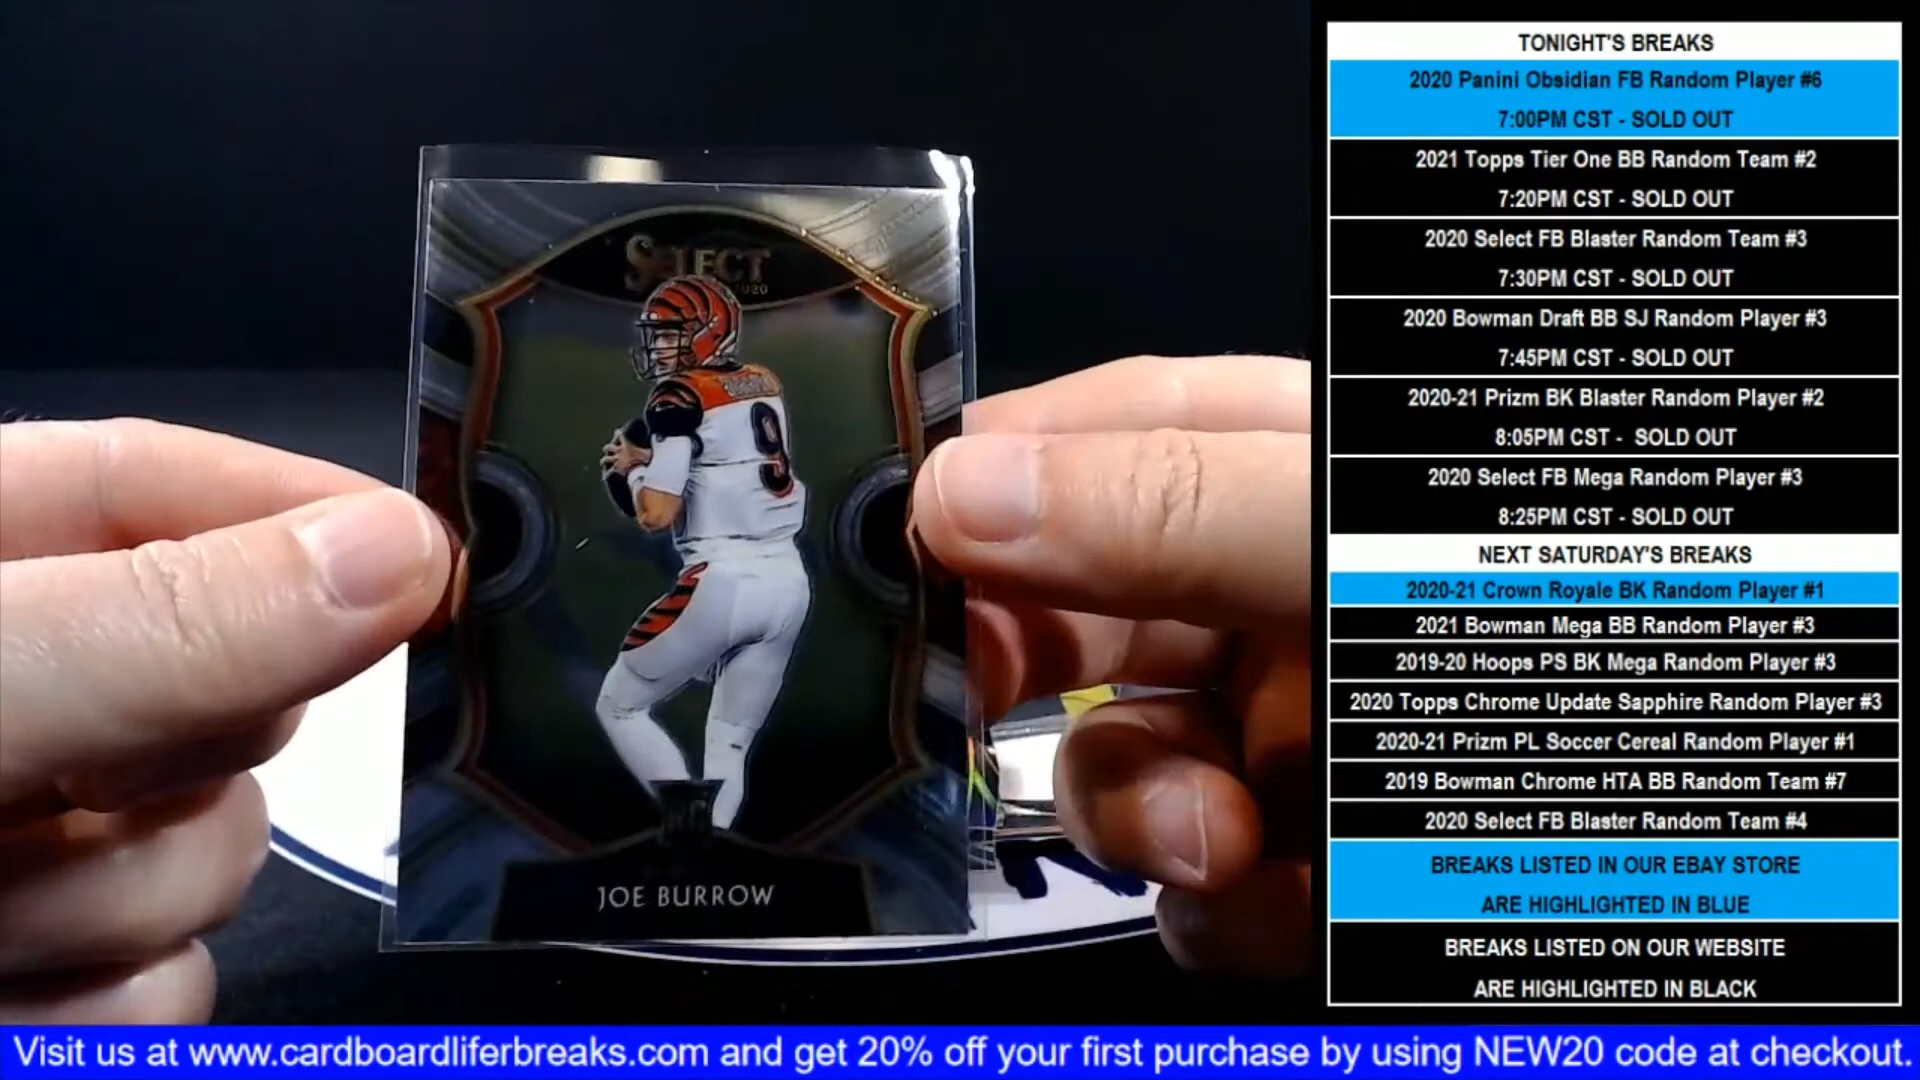 SELECT
2020
9
RC
JOE BURROW
TONIGHT'S BREAKS
2020 Panini Obsidian FB Random Player #6
7:00PM CST - SOLD OUT
2021 Topps Tier One BB Random Team #2
7:20PM CST - SOLD OUT
2020 Select FB Blaster Random Team #3
7:30PM CST - SOLD OUT
2020 Bowman Draft BB SJ Random Player #3
7:45PM CST - SOLD OUT
2020-21 Prizm BK Blaster Random Player #2
8:05PM CST - SOLD OUT
2020 Select FB Mega Random Player #3
8:25PM CST - SOLD OUT
NEXT SATURDAY'S BREAKS
2020-21 Crown Royale BK Random Player #1
2021 Bowman Mega BB Random Player #3
2019-20 Hoops PS BK Mega Random Player #3
2020 Topps Chrome Update Sapphire Random Player #3
2020-21 Prizm PL Soccer Cereal Random Player #1
2019 Bowman Chrome HTA BB Random Team #7
2020 Select FB Blaster Random Team #4
BREAKS LISTED IN OUR EBAY STORE
ARE HIGHLIGHTED IN BLUE
BREAKS LISTED ON OUR WEBSITE
ARE HIGHLIGHTED IN BLACK
Visit us at www.cardboardliferbreaks.com and get 20% off your first purchase by using NEW20 code at checkout.